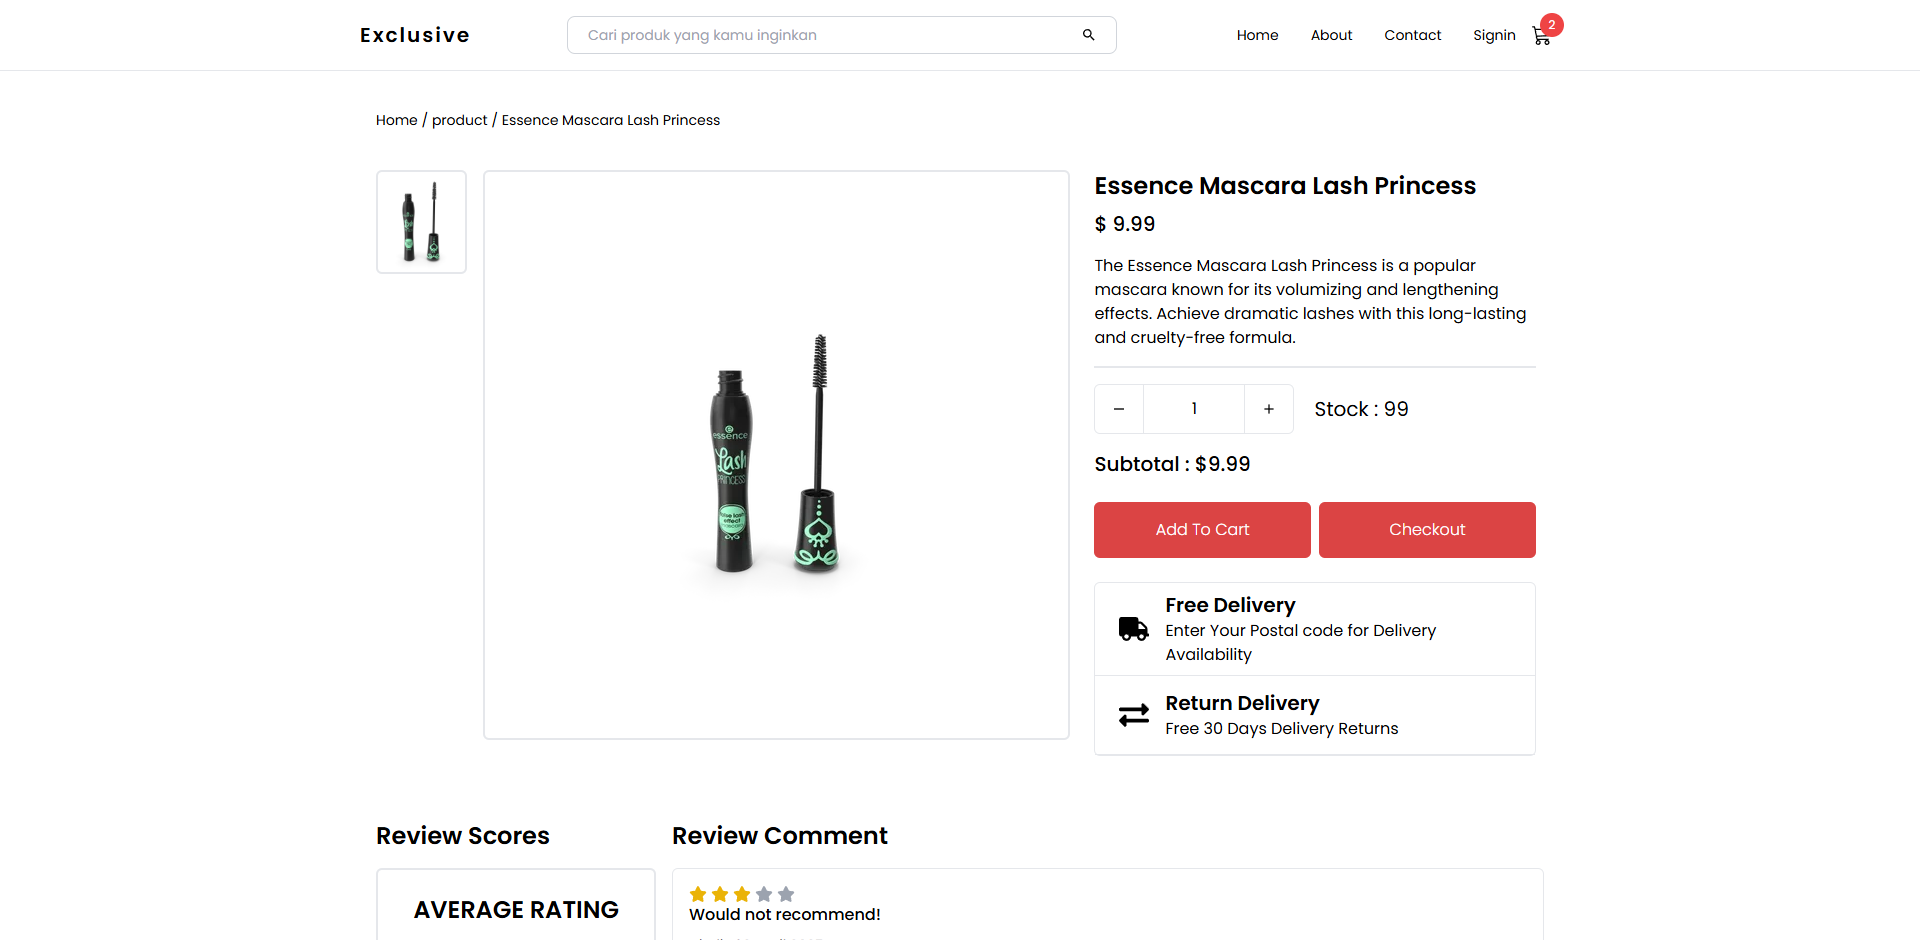 Exclusive
Cari produk yang kamu inginkan
Home
About
Contact
Signin
2
Home / product / Essence Mascara Lash Princess
essence
Lash
PRINCESS
false lash
effect
Essence Mascara Lash Princess
$ 9.99
The Essence Mascara Lash Princess is a popular
mascara known for its volumizing and lengthening
effects. Achieve dramatic lashes with this long-lasting
and cruelty-free formula.
− 1 + Stock : 99
Subtotal : $9.99
Add To Cart
Checkout
Free Delivery
Enter Your Postal code for Delivery
Availability
Return Delivery
Free 30 Days Delivery Returns
Review Scores
AVERAGE RATING
Review Comment
Would not recommend!